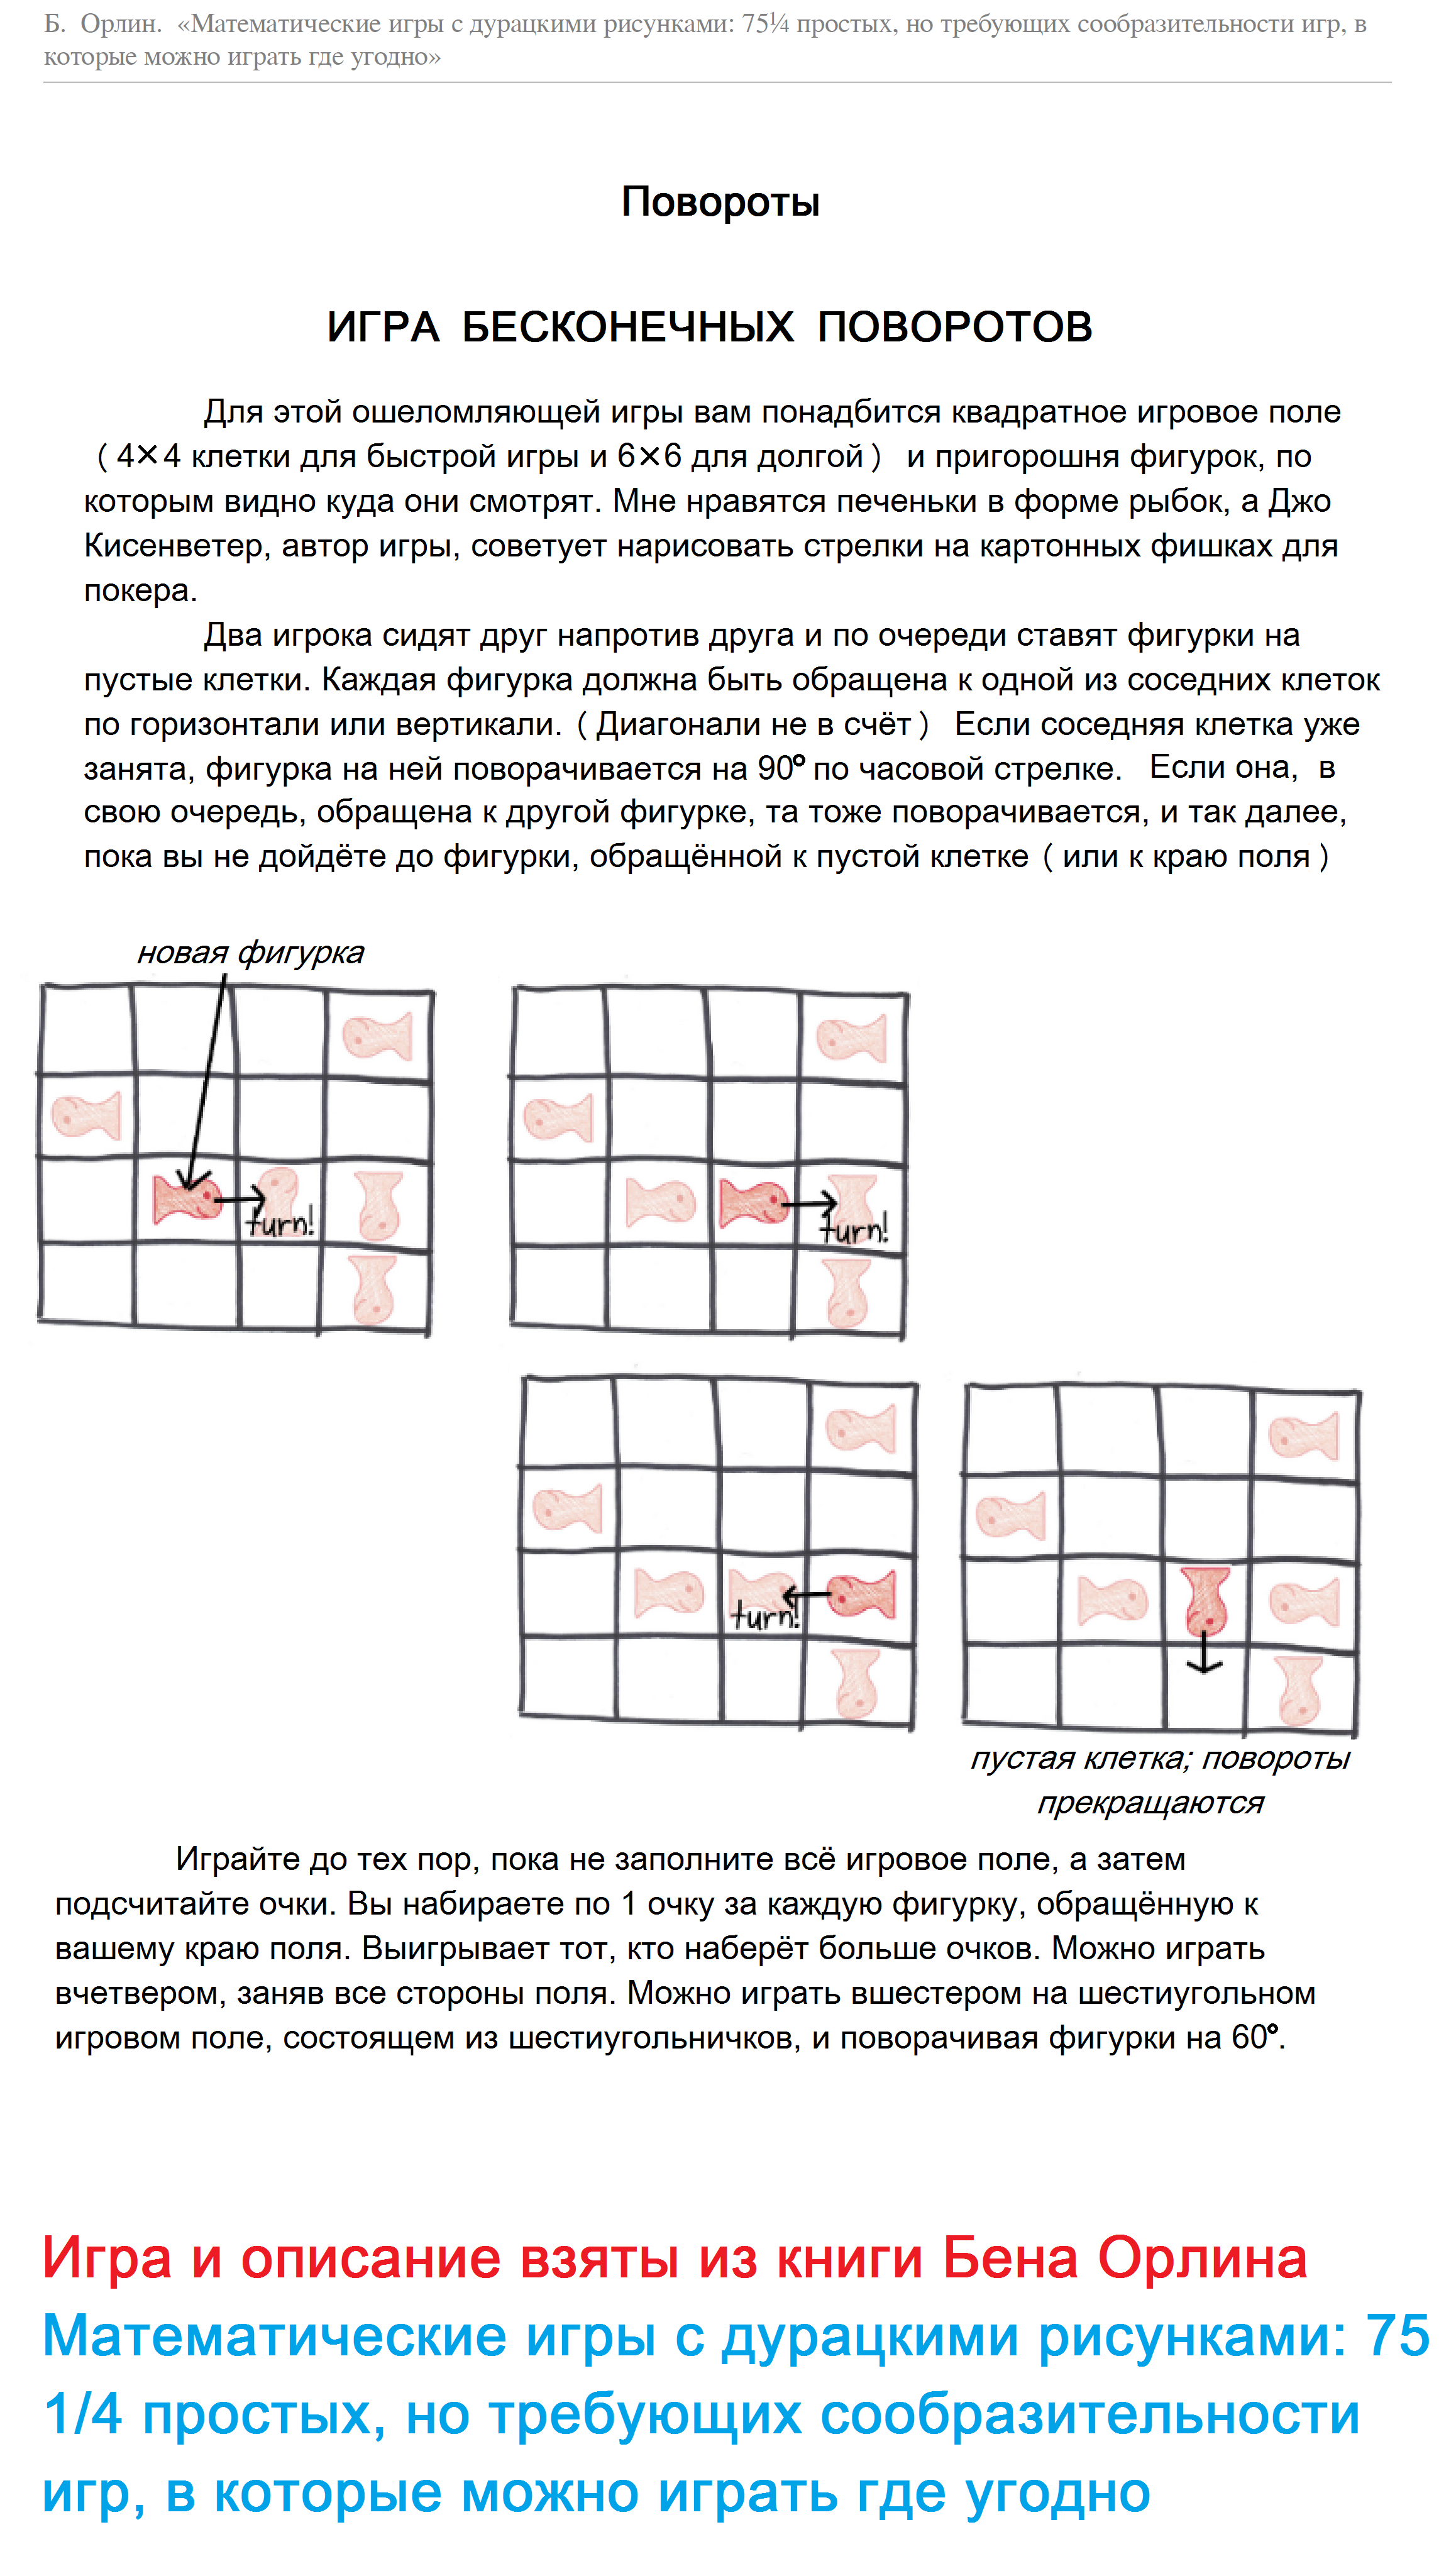 Б. Орлин. «Математические игры с дурацкими рисунками: 75¼ простых, но требующих сообразительности игр, в
которые можно играть где угодно»
Повороты
ИГРА БЕСКОНЕЧНЫХ ПОВОРОТОВ
Для этой ошеломляющей игры вам понадбится квадратное игровое поле
( 4×4 клетки для быстрой игры и 6×6 для долгой ) и пригорошня фигурок, по
которым видно куда они смотрят. Мне нравятся печеньки в форме рыбок, а Джо
Кисенветер, автор игры, советует нарисовать стрелки на картонных фишках для
покера.
Два игрока сидят друг напротив друга и по очереди ставят фигурки на
пустые клетки. Каждая фигурка должна быть обращена к одной из соседних клеток
по горизонтали или вертикали. ( Диагонали не в счёт ) Если соседняя клетка уже
занята, фигурка на ней поворачивается на 90° по часовой стрелке. Если она, в
свою очередь, обращена к другой фигурке, та тоже поворачивается, и так далее,
пока вы не дойдёте до фигурки, обращённой к пустой клетке ( или к краю поля )
новая фигурка
turn!
turn!
turn!
пустая клетка; повороты
прекращаются
Играйте до тех пор, пока не заполните всё игровое поле, а затем
подсчитайте очки. Вы набираете по 1 очку за каждую фигурку, обращённую к
вашему краю поля. Выигрывает тот, кто наберёт больше очков. Можно играть
вчетвером, заняв все стороны поля. Можно играть вшестером на шестиугольном
игровом поле, состоящем из шестиугольничков, и поворачивая фигурки на 60°.
Игра и описание взяты из книги Бена Орлина
Математические игры с дурацкими рисунками: 75
1/4 простых, но требующих сообразительности
игр, в которые можно играть где угодно